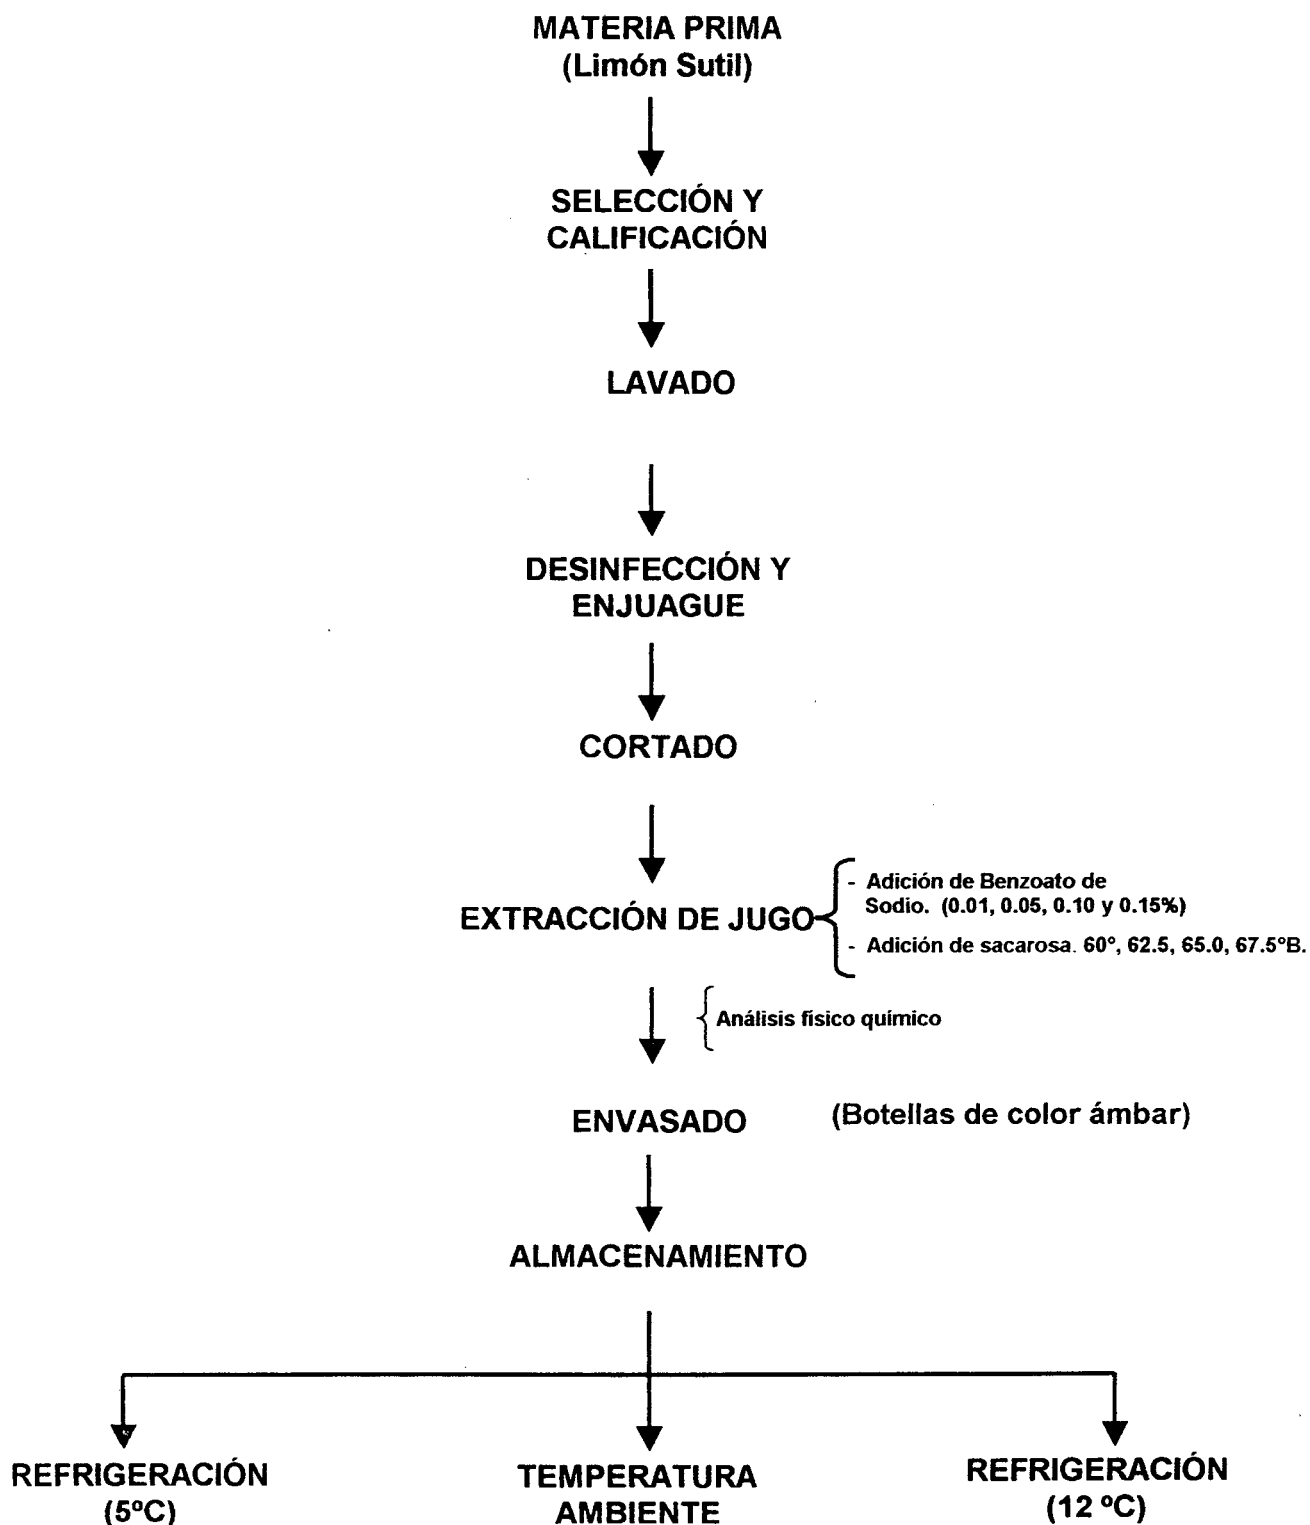 MATERIA PRIMA
(Limón Sutil)
SELECCIÓN Y
CALIFICACIÓN
LAVADO
DESINFECCIÓN Y
ENJUAGUE
CORTADO
EXTRACCIÓN DE JUGO
- Adición de Benzoato de
Sodio. (0.01, 0.05, 0.10 y 0.15%)
- Adición de sacarosa. 60°, 62.5, 65.0, 67.5°B.
Análisis físico químico
ENVASADO (Botellas de color ámbar)
ALMACENAMIENTO
REFRIGERACIÓN
(5ºC)
TEMPERATURA
AMBIENTE
REFRIGERACIÓN
(12 ºC)